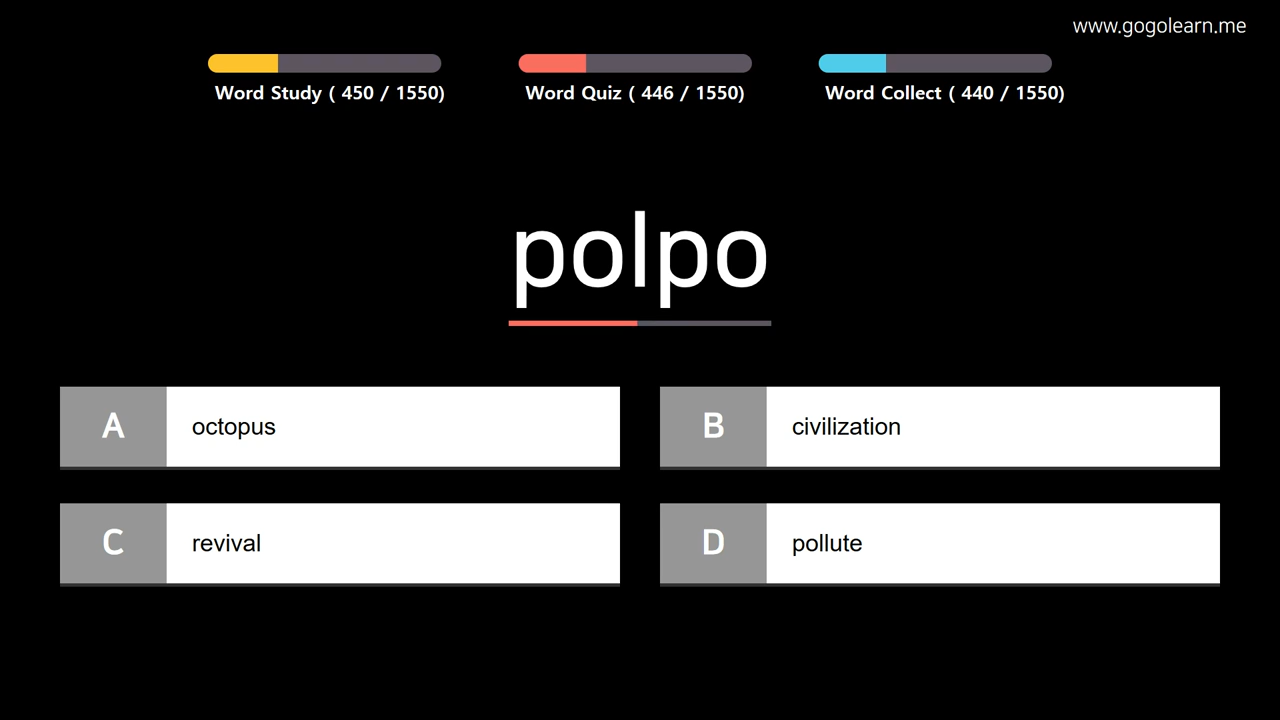 www.gogolearn.me
Word Study ( 450 / 1550)
Word Quiz ( 446 / 1550)
Word Collect ( 440 / 1550)
polpo
A
octopus
B
civilization
C
revival
D
pollute